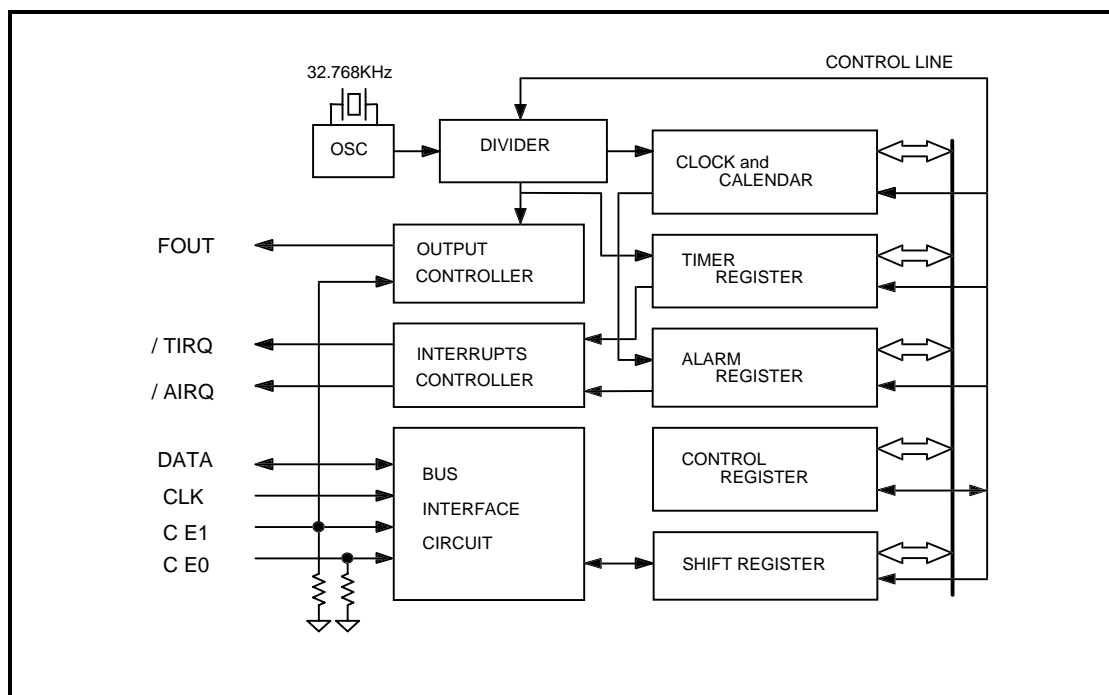 32.768KHz
CONTROL LINE
OSC
DIVIDER
CLOCK and
CALENDAR
FOUT
OUTPUT
CONTROLLER
TIMER
REGISTER
/ TIRQ
/ AIRQ
INTERRUPTS
CONTROLLER
ALARM
REGISTER
DATA
CLK
C E1
C E0
BUS
INTERFACE
CIRCUIT
CONTROL
REGISTER
SHIFT REGISTER